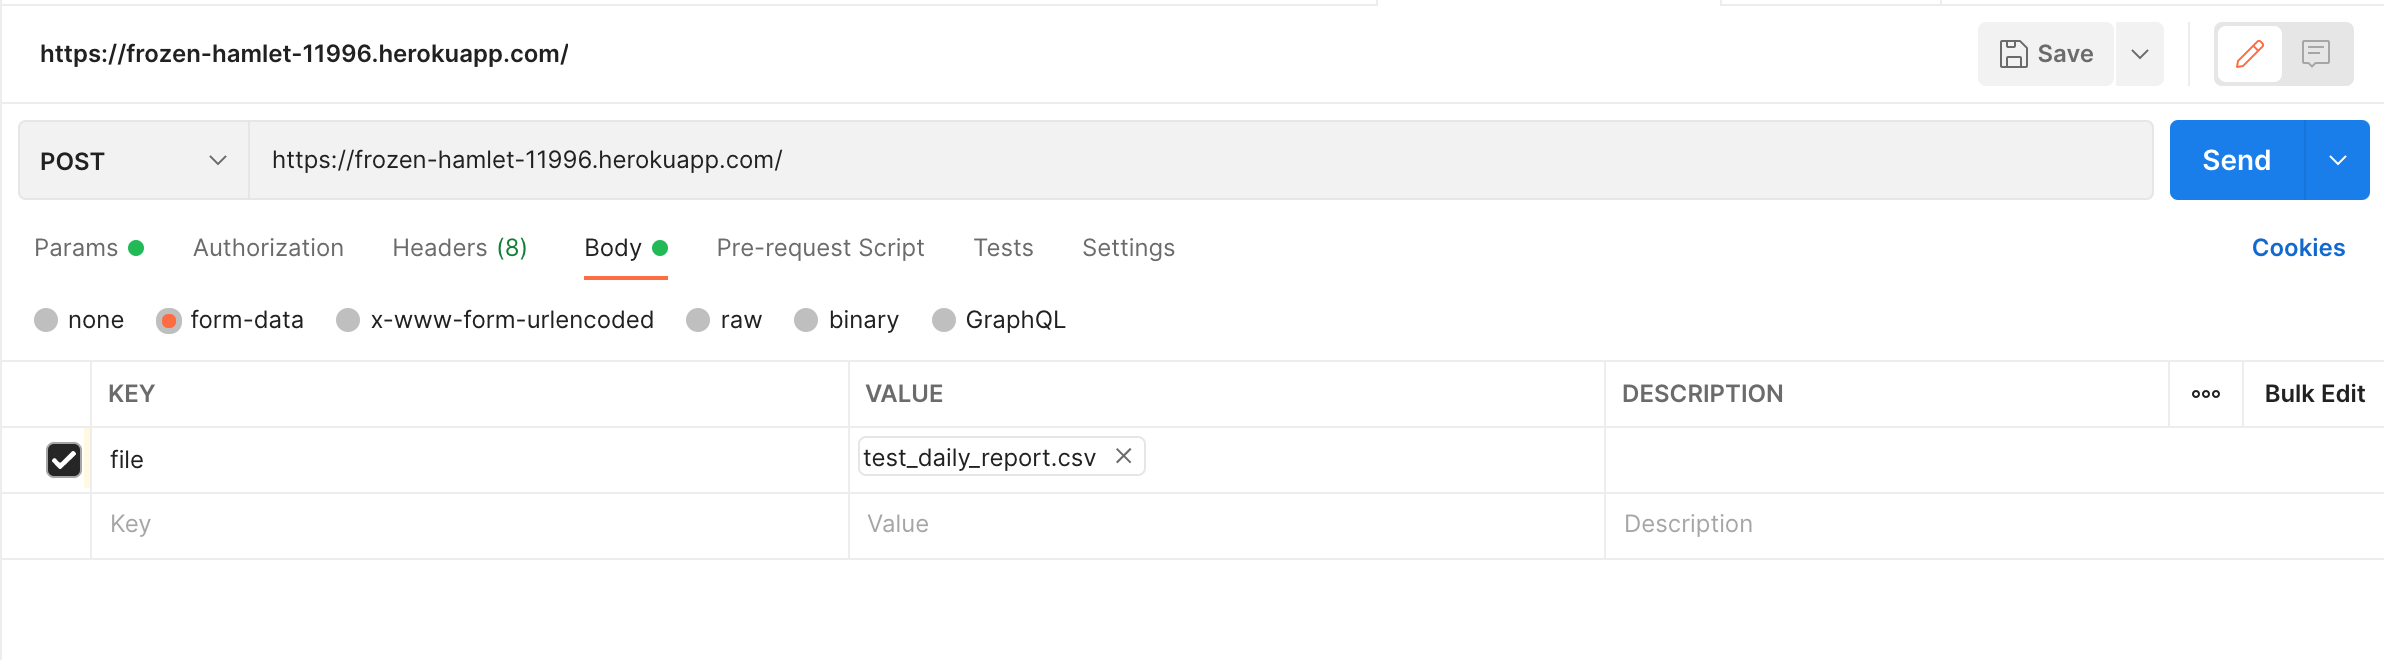 https://frozen-hamlet-11996.herokuapp.com/
Save
POST
https://frozen-hamlet-11996.herokuapp.com/
Send
Params
Authorization
Headers (8)
Body
Pre-request Script
Tests
Settings
Cookies
none
form-data
x-www-form-urlencoded
raw
binary
GraphQL
KEY
VALUE
DESCRIPTION
Bulk Edit
file
test_daily_report.csv
Key
Value
Description